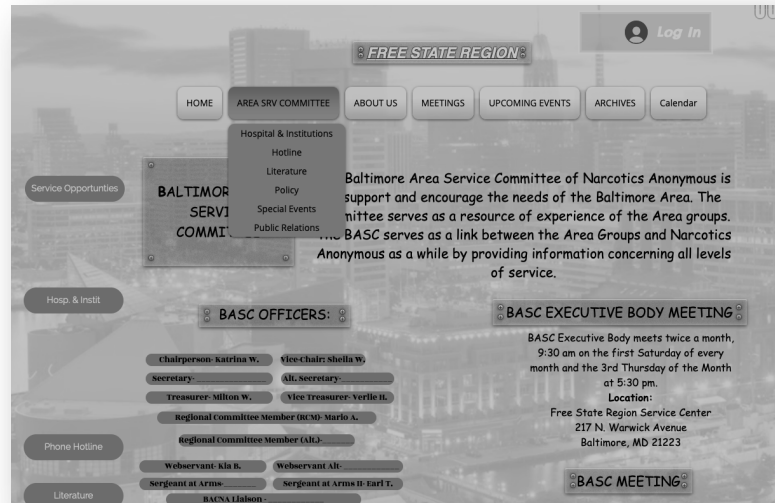 Log In
FREE STATE REGION
HOME
AREA SRV COMMITTEE
ABOUT US
MEETINGS
UPCOMING EVENTS
ARCHIVES
Calendar
Hospital & Institutions
Hotline
Literature
Policy
Special Events
Public Relations
Service Opportunties
Hosp. & Instit
Phone Hotline
Literature
BALTIMOR
SERVI
COMMIT
Baltimore Area Service Committee of Narcotics Anonymous is
support and encourage the needs of the Baltimore Area. The
mittee serves as a resource of experience of the Area groups.
The BASC serves as a link between the Area Groups and Narcotics
Anonymous as a while by providing information concerning all levels
of service.
BASC OFFICERS:
Chairperson- Katrina W.
Vice-Chair: Sheila W.
Secretary-
Alt. Secretary-
Treasurer- Milton W.
Vice Treasurer- Verlie H.
Regional Committee Member (RCM)- Mario A.
Regional Committee Member (Alt.)-
Webservant- Kia B.
Webservant Alt-
Sergeant at Arms-
Sergeant at Arms II- Earl T.
BACNA Liaison -
BASC EXECUTIVE BODY MEETING
BASC Executive Body meets twice a month,
9:30 am on the first Saturday of every
month and the 3rd Thursday of the Month
at 5:30 pm.
Location:
Free State Region Service Center
217 N. Warwick Avenue
Baltimore, MD 21223
BASC MEETING